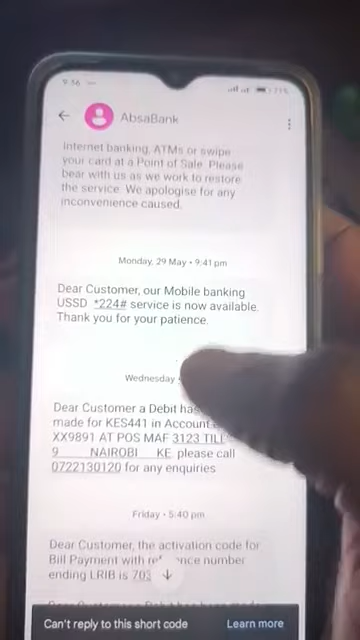 9:56
71%
AbsaBank
Internet banking, ATMs or swipe
your card at a Point of Sale. Please
bear with us as we work to restore
the service. We apologise for any
inconvenience caused.
Monday, 29 May • 9:41 pm
Dear Customer, our Mobile banking
USSD *224# service is now available.
Thank you for your patience.
Wednesday
Dear Customer a Debit has
made for KES441 in Account
XX9891 AT POS MAF 3123 TILL
9 NAIROBI KE please call
0722130120 for any enquiries
Friday • 5:40 pm
Dear Customer, the activation code for
Bill Payment with number
ending LRIB is
Can't reply to this short code Learn more